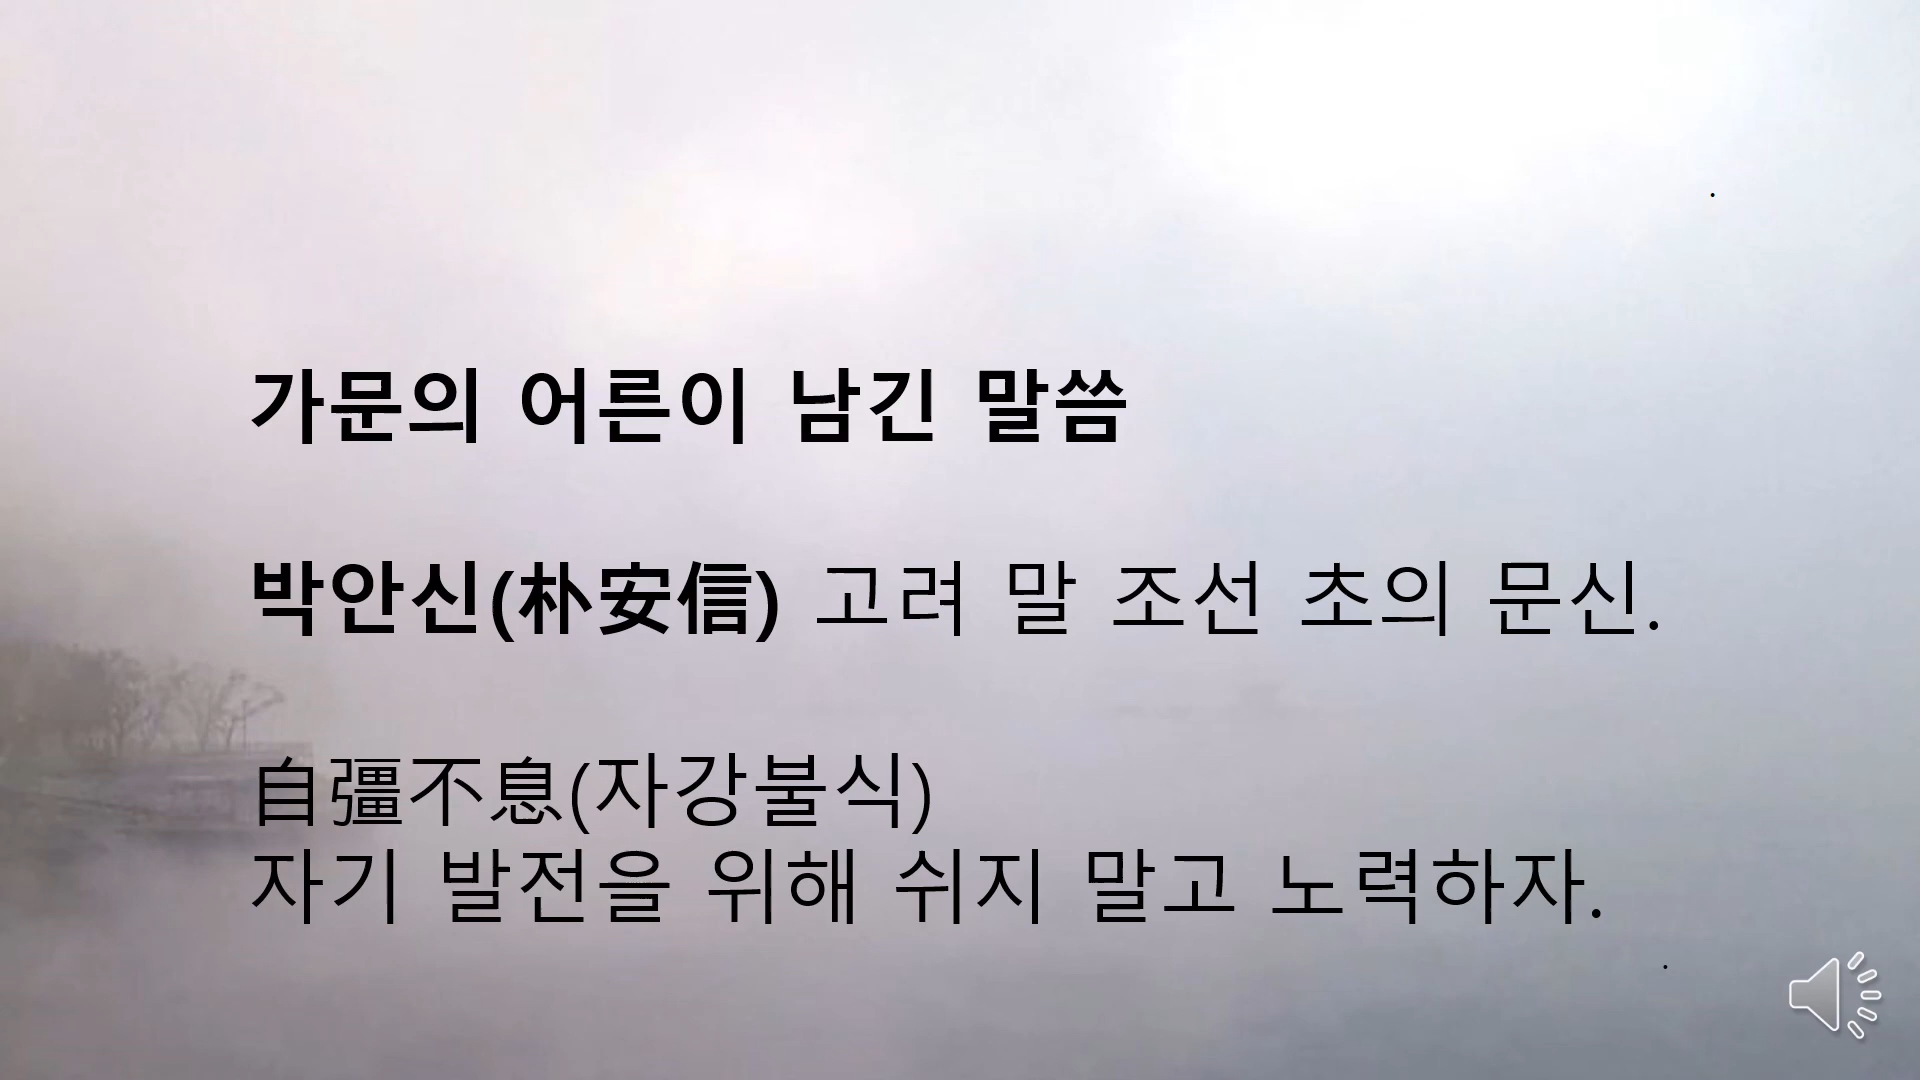 가문의 어른이 남긴 말씀
박안신(朴安信) 고려 말 조선 초의 문신.
自彊不息(자강불식)
자기 발전을 위해 쉬지 말고 노력하자.